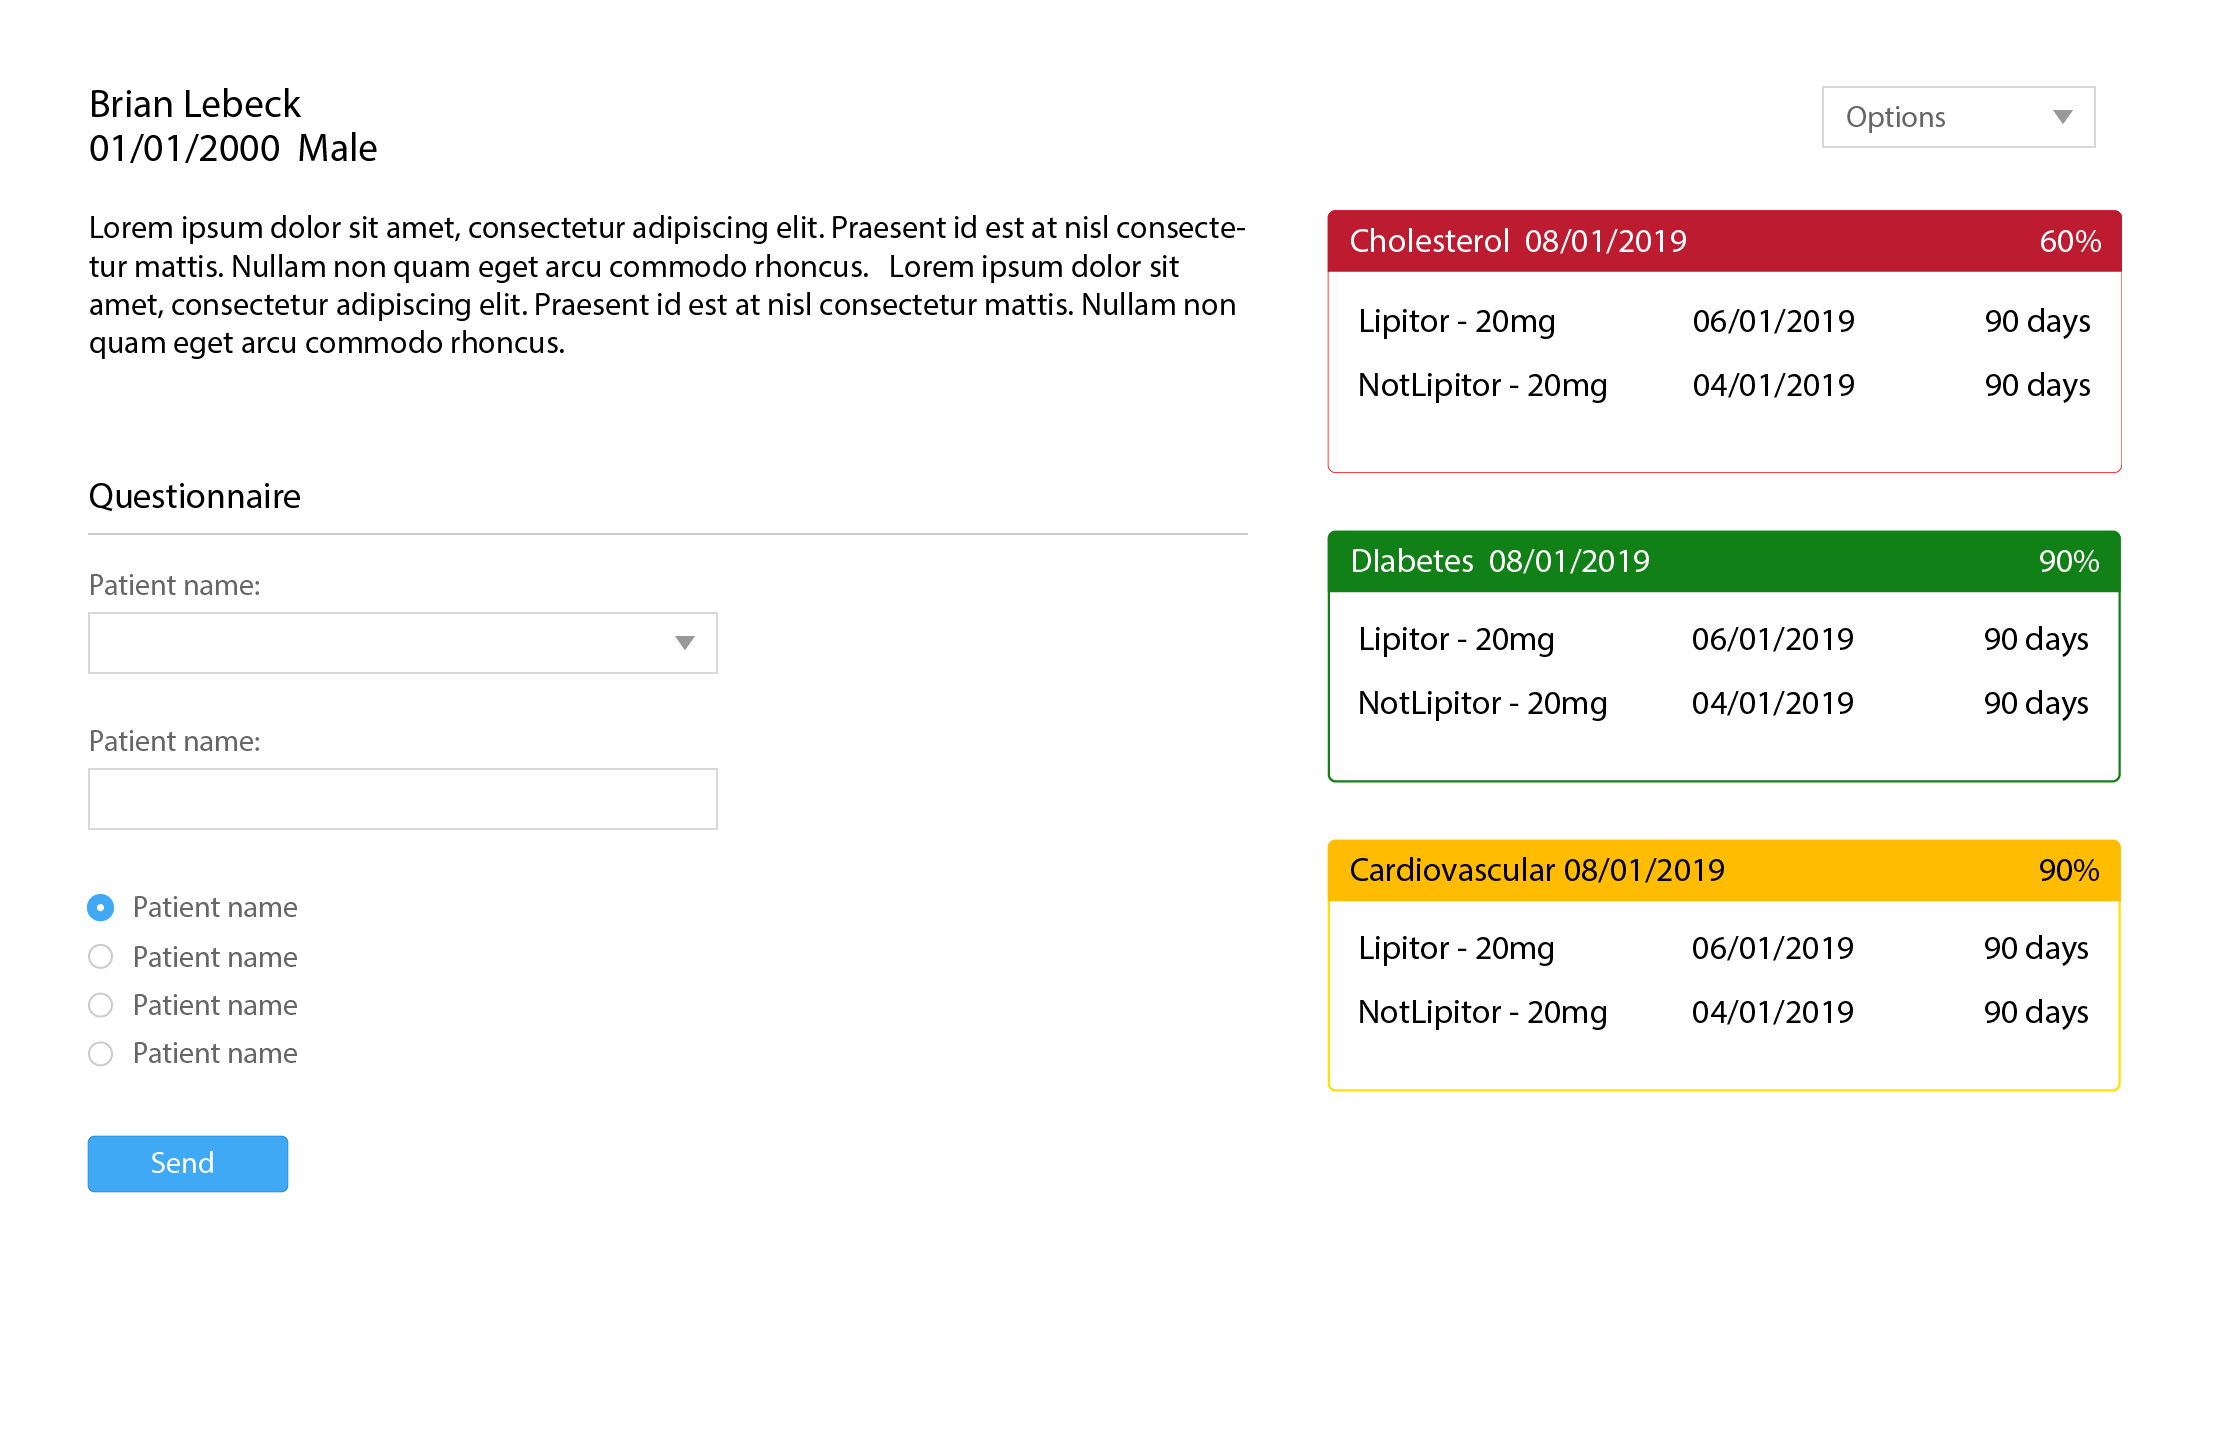 Brian Lebeck
01/01/2000  Male
Options
Lorem ipsum dolor sit amet, consectetur adipiscing elit. Praesent id est at nisl consecte-
tur mattis. Nullam non quam eget arcu commodo rhoncus.   Lorem ipsum dolor sit
amet, consectetur adipiscing elit. Praesent id est at nisl consectetur mattis. Nullam non
quam eget arcu commodo rhoncus.
Questionnaire
Patient name:
Patient name:
Patient name
Patient name
Patient name
Patient name
Send
Cholesterol  08/01/2019  60%
Lipitor - 20mg  06/01/2019  90 days
NotLipitor - 20mg  04/01/2019  90 days
DIabetes  08/01/2019  90%
Lipitor - 20mg  06/01/2019  90 days
NotLipitor - 20mg  04/01/2019  90 days
Cardiovascular 08/01/2019  90%
Lipitor - 20mg  06/01/2019  90 days
NotLipitor - 20mg  04/01/2019  90 days